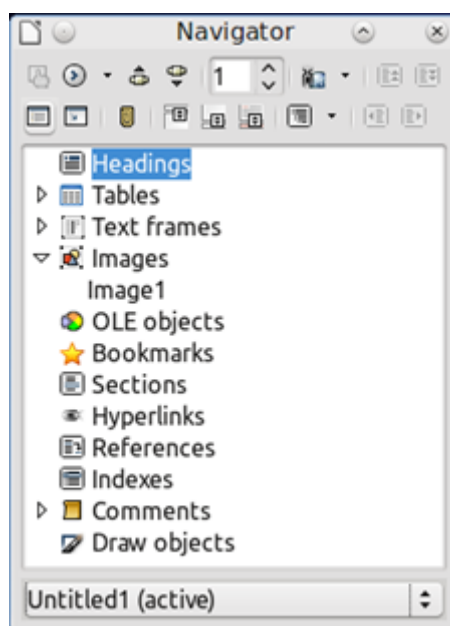 Navigator
1
Headings
Tables
Text frames
Images
Image1
OLE objects
Bookmarks
Sections
Hyperlinks
References
Indexes
Comments
Draw objects
Untitled1 (active)